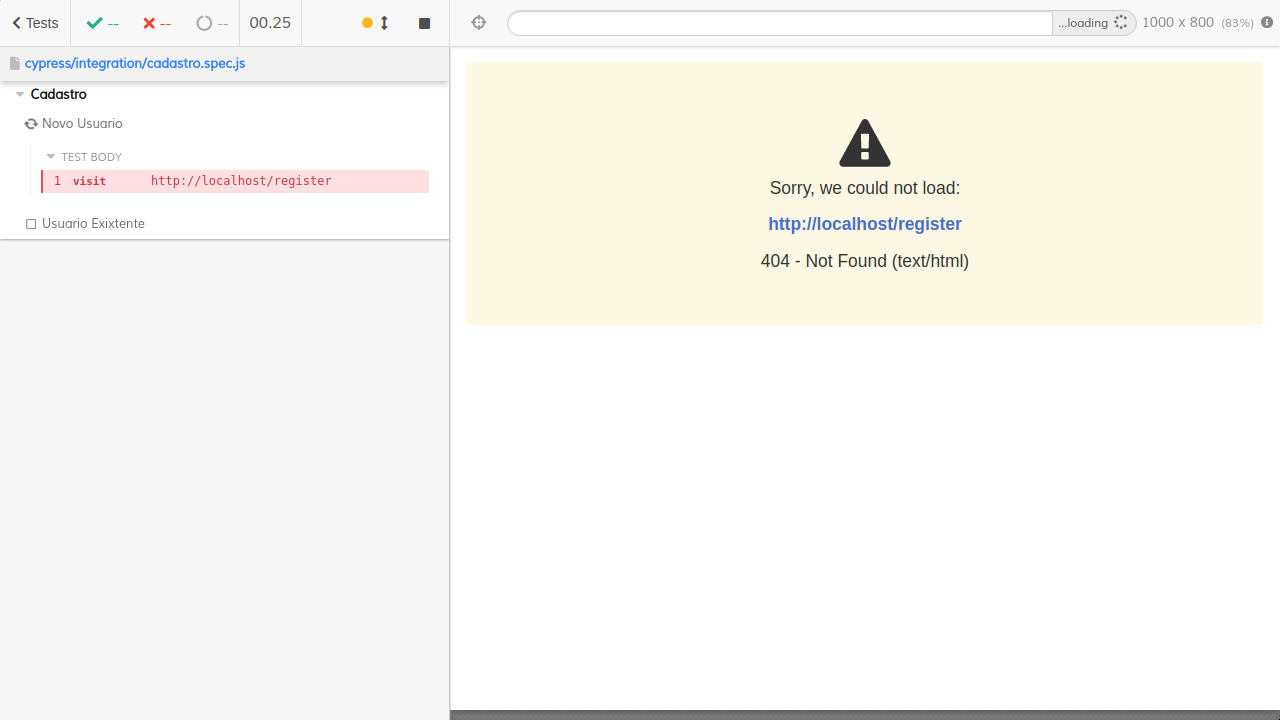 Tests -- -- -- 00.25 ...loading 1000 x 800 (83%)
cypress/integration/cadastro.spec.js
Cadastro
Novo Usuario
TEST BODY
1 visit http://localhost/register
Usuario Exixtente
Sorry, we could not load:
http://localhost/register
404 - Not Found (text/html)